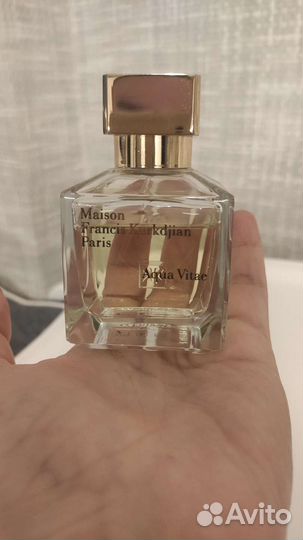 Maison
Francis Kurkdjian
Paris
Aqua Vitae
Avito